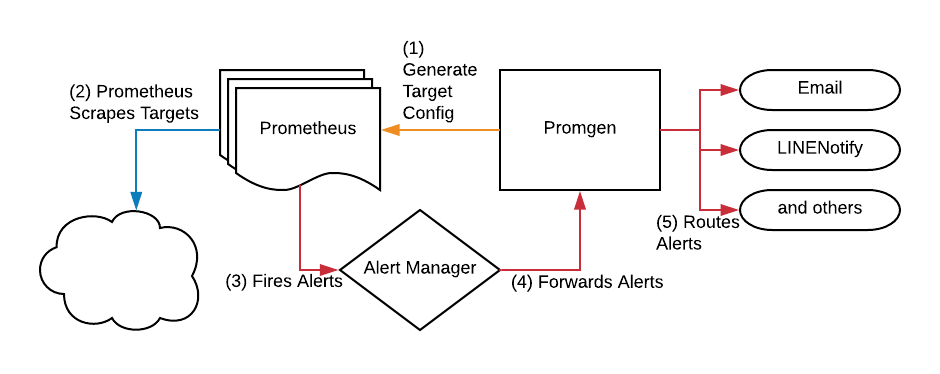 (1)
Generate
Target
Config
(2) Prometheus
Scrapes Targets
Prometheus
Promgen
Email
LINENotify
and others
(5) Routes
Alerts
(3) Fires Alerts
Alert Manager
(4) Forwards Alerts